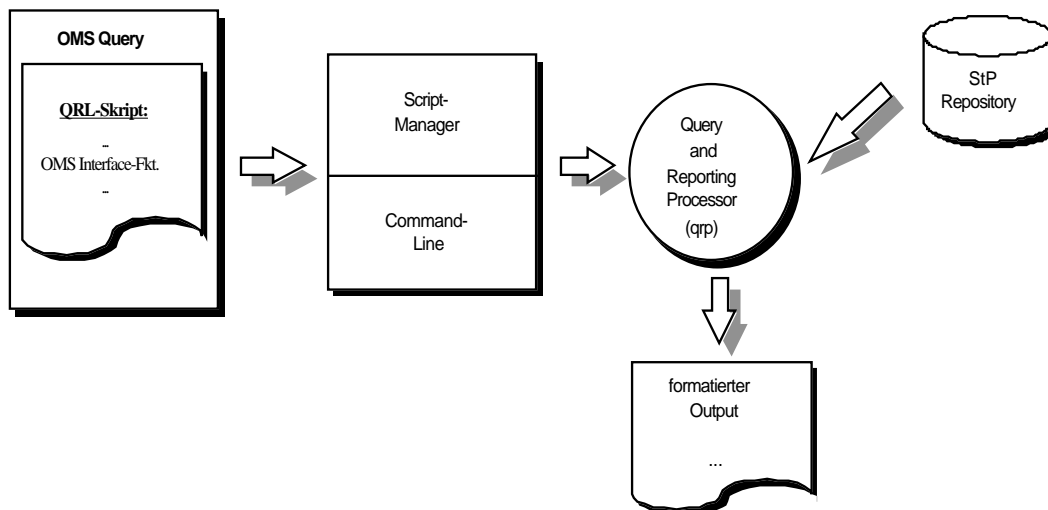 OMS Query
QRL-Skript:
...
OMS Interface-Fkt.
...
Script-
Manager
Command-
Line
Query
and
Reporting
Processor
(qrp)
StP
Repository
formatierter
Output
...